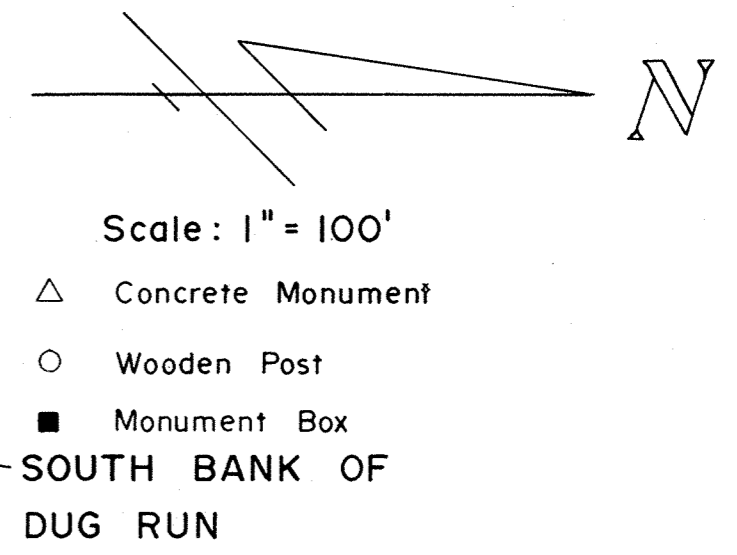 N
Scale: 1" = 100'
Concrete Monument
Wooden Post
Monument Box
SOUTH BANK OF
DUG RUN